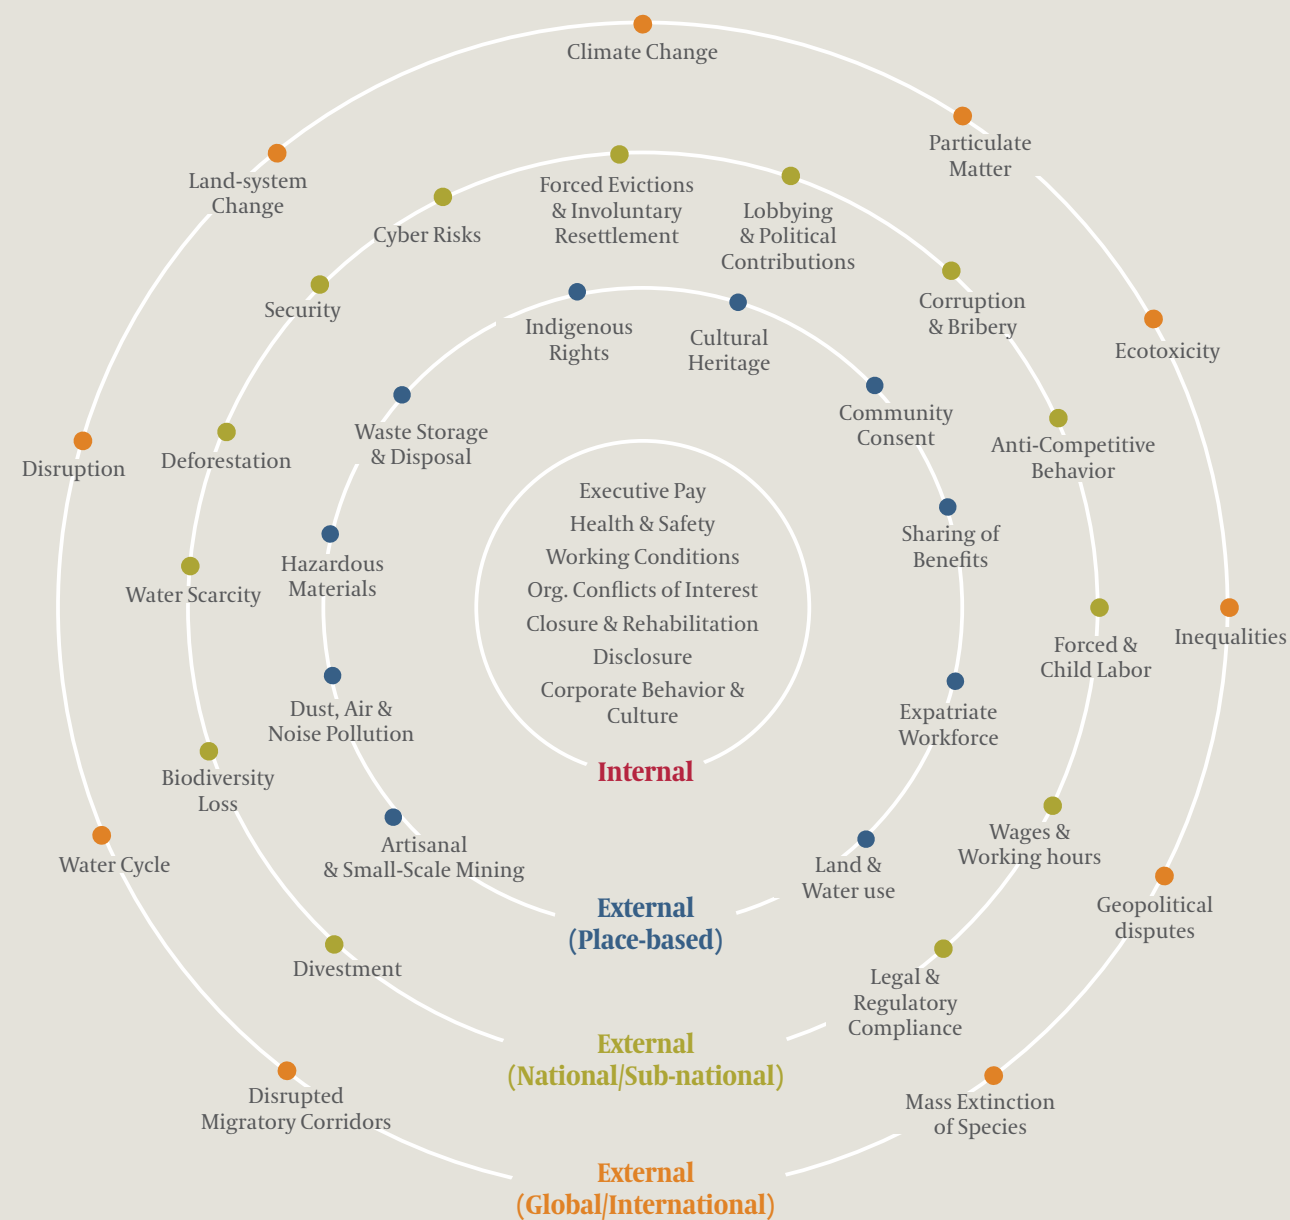 Climate Change
Particulate
Matter
Land-system
Change
Forced Evictions
& Involuntary
Resettlement
Lobbying
& Political
Contributions
Cyber Risks
Security
Corruption
& Bribery
Indigenous
Rights
Cultural
Heritage
Ecotoxicity
Community
Consent
Waste Storage
& Disposal
Anti-Competitive
Behavior
Disruption
Deforestation
Executive Pay
Health & Safety
Working Conditions
Org. Conflicts of Interest
Closure & Rehabilitation
Disclosure
Corporate Behavior &
Culture
Internal
Sharing of
Benefits
Hazardous
Materials
Water Scarcity
Forced &
Child Labor
Inequalities
Dust, Air &
Noise Pollution
Expatriate
Workforce
Biodiversity
Loss
Water Cycle
Artisanal
& Small-Scale Mining
Land &
Water use
Wages &
Working hours
Geopolitical
disputes
External
(Place-based)
Divestment
Legal &
Regulatory
Compliance
External
(National/Sub-national)
Disrupted
Migratory Corridors
Mass Extinction
of Species
External
(Global/International)